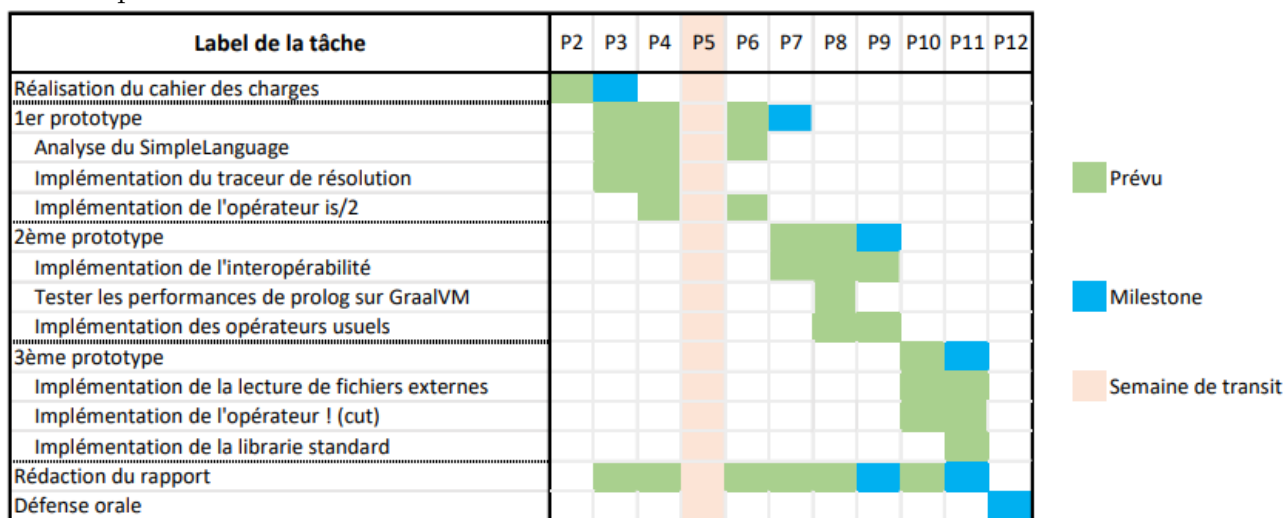 Label de la tâche P2 P3 P4 P5 P6 P7 P8 P9 P10 P11 P12
Réalisation du cahier des charges
1er prototype
Analyse du SimpleLanguage
Implémentation du traceur de résolution
Implémentation de l'opérateur is/2
2ème prototype
Implémentation de l'interopérabilité
Tester les performances de prolog sur GraalVM
Implémentation des opérateurs usuels
3ème prototype
Implémentation de la lecture de fichiers externes
Implémentation de l'opérateur ! (cut)
Implémentation de la librarie standard
Rédaction du rapport
Défense orale
Prévu
Milestone
Semaine de transit